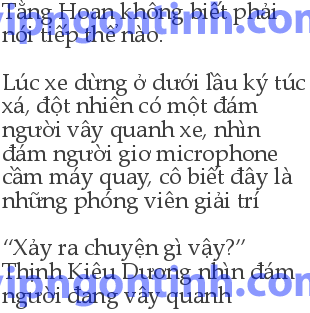 Tằng Hoan không biết phải
nói tiếp thế nào.
Lúc xe dừng ở dưới lầu ký túc
xá, đột nhiên có một đám
người vây quanh xe, nhìn
đám người giơ microphone
cầm máy quay, cô biết đây là
những phóng viên giải trí
“Xảy ra chuyện gì vậy?”
Thịnh Kiêu Dương nhìn đám
người đang vây quanh